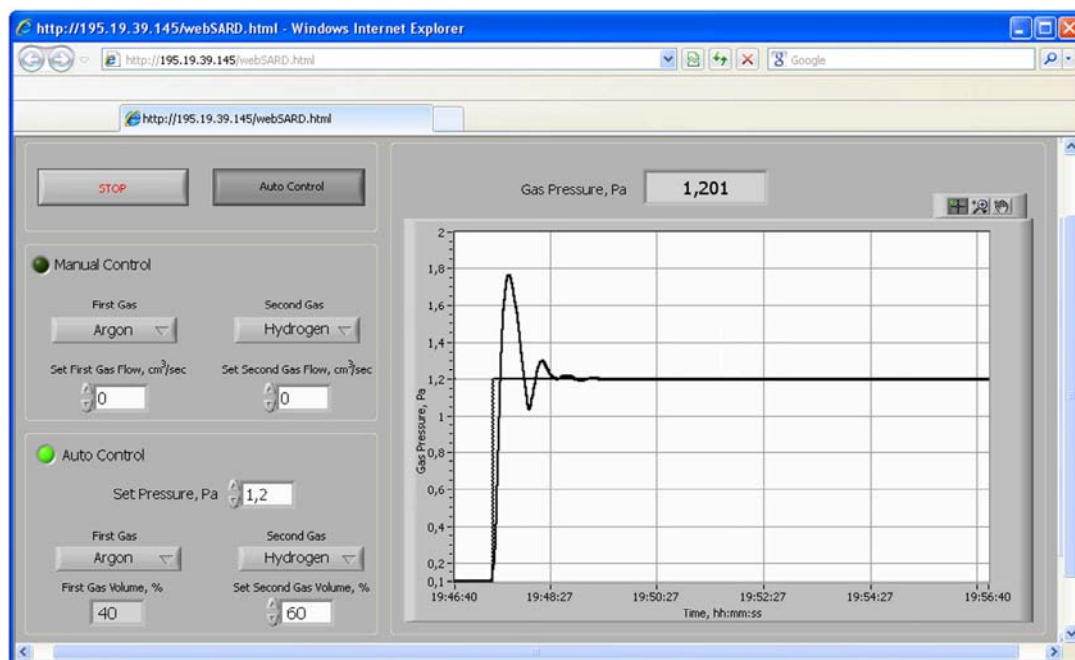 http://195.19.39.145/webSARD.html - Windows Internet Explorer
http://195.19.39.145/webSARD.html
Google
http://195.19.39.145/webSARD.html
STOP
Auto Control
Gas Pressure, Pa
1,201
Manual Control
First Gas
Second Gas
Argon
Hydrogen
Set First Gas Flow, cm³/sec
Set Second Gas Flow, cm³/sec
0
0
Auto Control
Set Pressure, Pa
1,2
First Gas
Second Gas
Argon
Hydrogen
First Gas Volume, %
Set Second Gas Volume, %
40
60
Gas Pressure, Pa
2
1,8
1,6
1,4
1,2
1
0,8
0,6
0,4
0,2
0,1
19:46:40
19:48:27
19:50:27
19:52:27
19:54:27
19:56:40
Time, hh:mm:ss